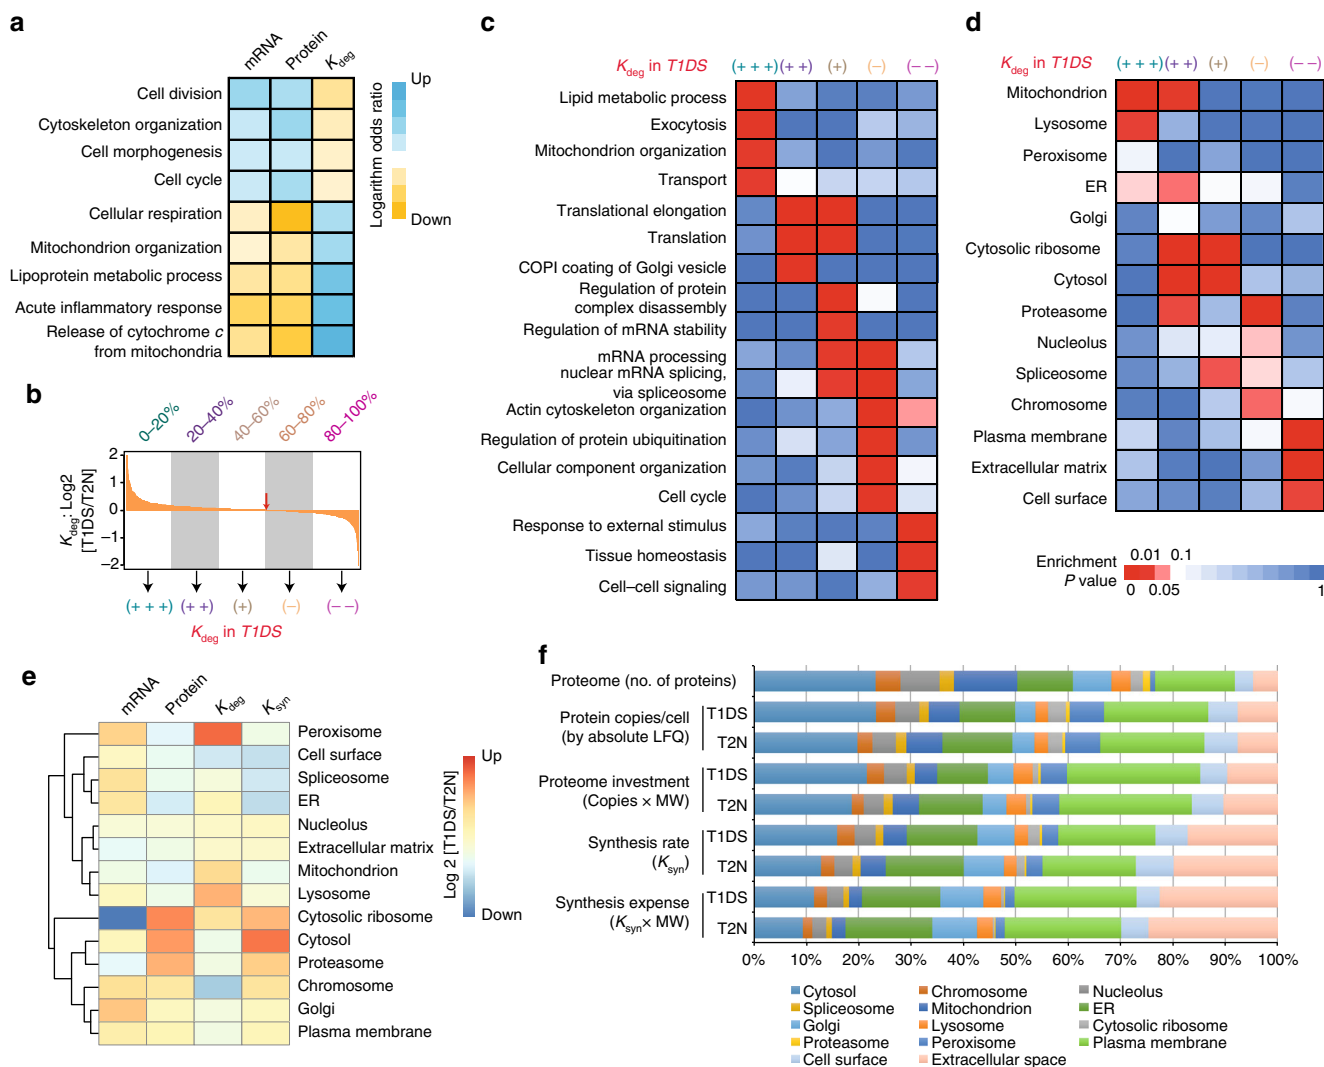 a
mRNA
Protein
Kdeg
Cell division
Cytoskeleton organization
Cell morphogenesis
Cell cycle
Cellular respiration
Mitochondrion organization
Lipoprotein metabolic process
Acute inflammatory response
Release of cytochrome c
from mitochondria
Up
Logarithm odds ratio
Down
b
0–20%
20–40%
40–60%
60–80%
80–100%
Kdeg: Log2
[T1DS/T2N]
2
1
0
−1
−2
(+ + +) (+ +) (+) (−) (− −)
Kdeg in T1DS
c
Kdeg in T1DS (+ + +) (+ +) (+) (−) (− −)
Lipid metabolic process
Exocytosis
Mitochondrion organization
Transport
Translational elongation
Translation
COPI coating of Golgi vesicle
Regulation of protein
complex disassembly
Regulation of mRNA stability
mRNA processing
nuclear mRNA splicing,
via spliceosome
Actin cytoskeleton organization
Regulation of protein ubiquitination
Cellular component organization
Cell cycle
Response to external stimulus
Tissue homeostasis
Cell–cell signaling
d
Kdeg in T1DS (+ + +) (+ +) (+) (−) (− −)
Mitochondrion
Lysosome
Peroxisome
ER
Golgi
Cytosolic ribosome
Cytosol
Proteasome
Nucleolus
Spliceosome
Chromosome
Plasma membrane
Extracellular matrix
Cell surface
Enrichment
P value
0.01 0.1
0 0.05 1
e
mRNA
Protein
Kdeg
Ksyn
Peroxisome
Cell surface
Spliceosome
ER
Nucleolus
Extracellular matrix
Mitochondrion
Lysosome
Cytosolic ribosome
Cytosol
Proteasome
Chromosome
Golgi
Plasma membrane
Up
Log 2 [T1DS/T2N]
Down
f
Proteome (no. of proteins)
Protein copies/cell
(by absolute LFQ)
T1DS
T2N
Proteome investment
(Copies × MW)
T1DS
T2N
Synthesis rate
(Ksyn)
T1DS
T2N
Synthesis expense
(Ksyn× MW)
T1DS
T2N
0% 10% 20% 30% 40% 50% 60% 70% 80% 90% 100%
Cytosol Chromosome Nucleolus
Spliceosome Mitochondrion ER
Golgi Lysosome Cytosolic ribosome
Proteasome Peroxisome Plasma membrane
Cell surface Extracellular space